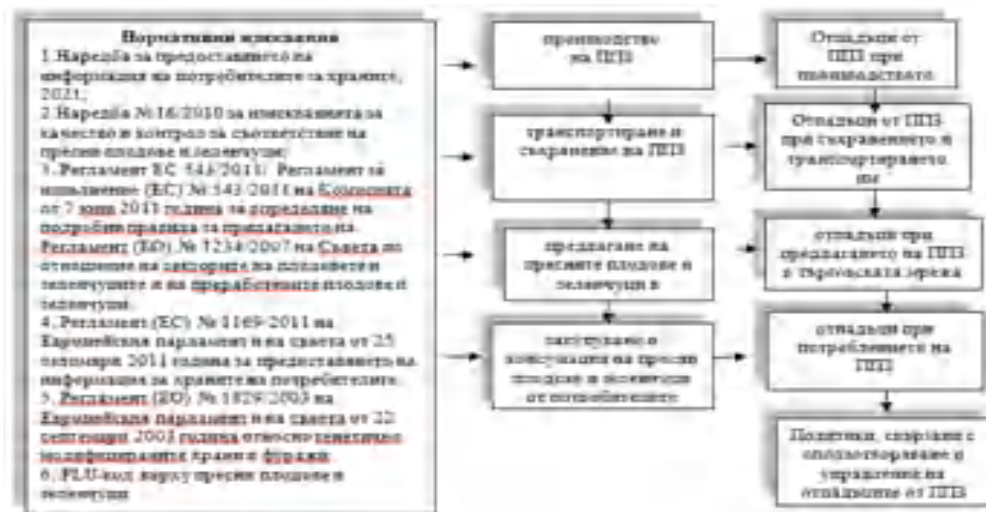 Нормативни изисквания
1. Наредба за предоставянето на
информация на потребителите за храните,
2021;
2. Наредба № 16/2010 за изискванията за
качество и контрол за съответствие на
пресни плодове и зеленчуци;
3. Регламент ЕС 543/2011/ Регламент за
изпълнение (ЕС) № 543/2011 на Комисията
от 7 юни 2011 година за определяне на
подробни правила за прилагането на
Регламент (ЕО) № 1234/2007 на Съвета по
отношение на секторите на плодовете и
зеленчуците и на преработените плодове и
зеленчуци.
4. Регламент (ЕС) № 1169/2011 на
Европейския парламент и на съвета от 25
октомври 2011 година за предоставянето на
информация за храните на потребителите.
5. Регламент (ЕО) № 1829/2003 на
Европейския парламент и на съвета от 22
септември 2003 година относно генетично
модифицираните храни и фуражи
6. PLU-код върху пресни плодове и
зеленчуци
производство
на ППЗ
транспортиране и
съхранение на ППЗ
предлагане на
пресните плодове и
зеленчуци в
закупуване и
консумация на пресни
плодове и зеленчуци
от потребителите
Отпадъци от
ППЗ при
производството
Отпадъци от ППЗ
при съхранението и
транспортирането
им
отпадъци при
предлагането на ППЗ
в търговската мрежа
отпадъци при
потреблението на
ППЗ
Политики, свързани с
оползотворяване и
управление на
отпадъците от ППЗ